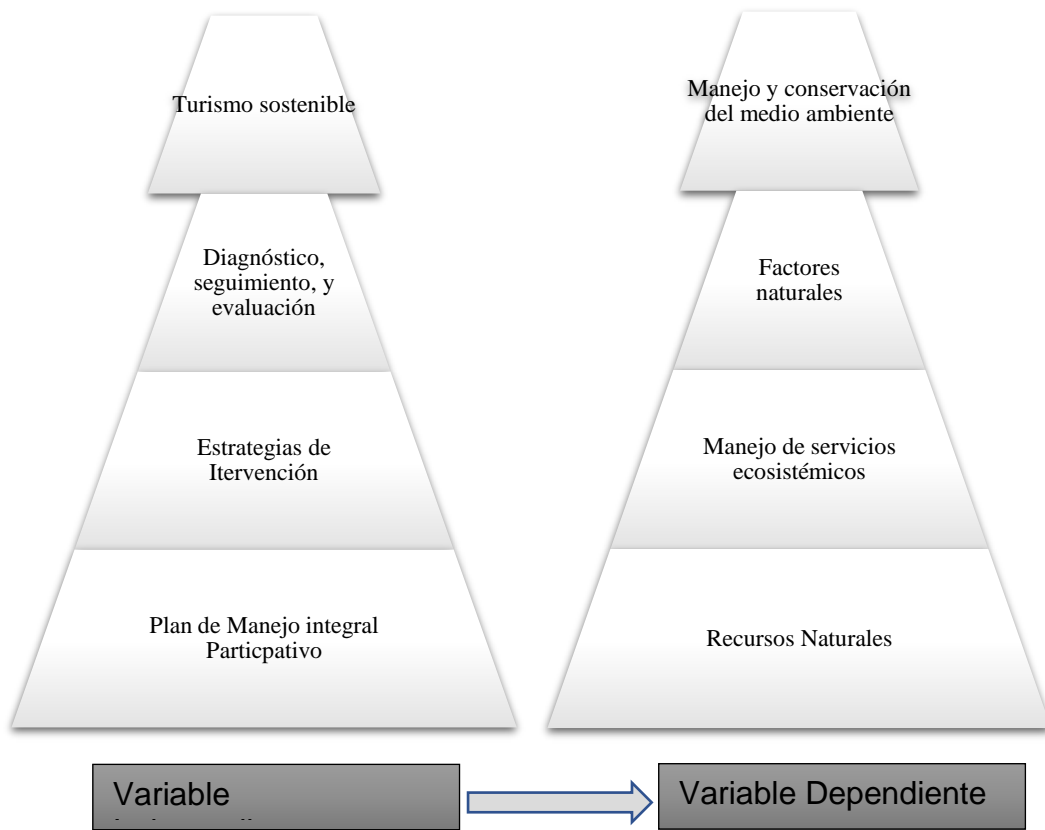 Turismo sostenible
Diagnóstico,
seguimiento, y
evaluación
Estrategias de
Itervención
Plan de Manejo integral
Particpativo
Variable
Manejo y conservación
del medio ambiente
Factores
naturales
Manejo de servicios
ecosistémicos
Recursos Naturales
Variable Dependiente